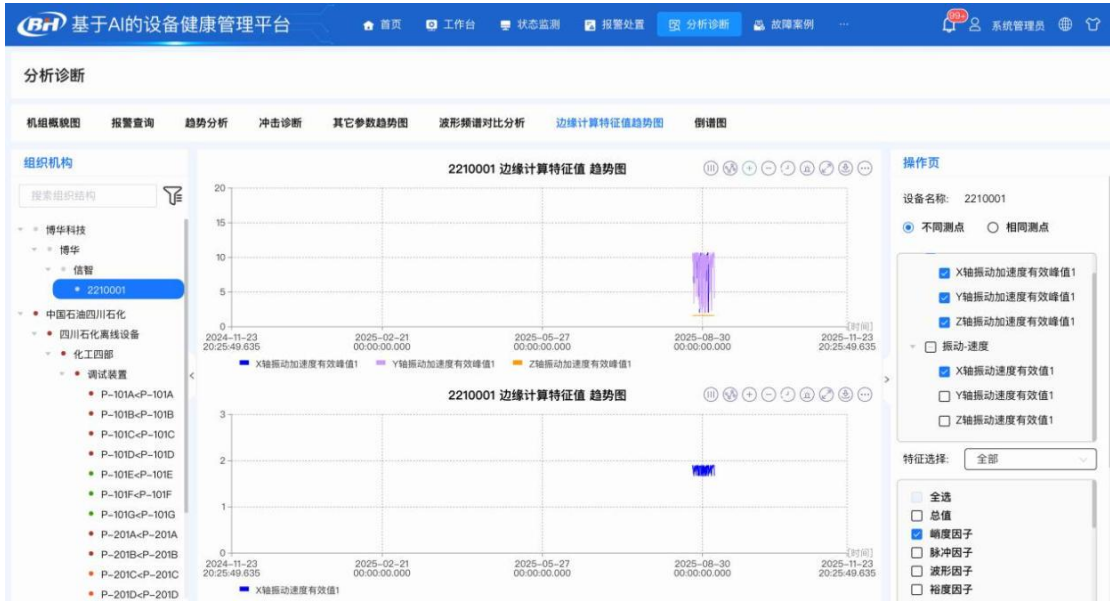 BH 基于AI的设备健康管理平台 首页 工作台 状态监测 报警处置 分析诊断 故障案例 ... 99+ 系统管理员
分析诊断
机组概貌图 报警查询 趋势分析 冲击诊断 其它参数趋势图 波形频谱对比分析 边缘计算特征值趋势图 倒谱图
组织机构
搜索组织结构
博华科技
博华
信智
2210001
中国石油四川石化
四川石化离线设备
化工四部
调试装置
P-101A<P-101A
P-101B<P-101B
P-101C<P-101C
P-101D<P-101D
P-101E<P-101E
P-101F<P-101F
P-101G<P-101G
P-201A<P-201A
P-201B<P-201B
P-201C<P-201C
P-201D<P-201D
2210001 边缘计算特征值 趋势图
20
15
10
5
0
[时间]
2024-11-23 2025-02-21 2025-05-27 2025-08-30 2025-11-23
20:25:49.635 00:00:00.000 00:00:00.000 00:00:00.000 20:25:49.635
X轴振动加速度有效峰值1 Y轴振动加速度有效峰值1 Z轴振动加速度有效峰值1
2210001 边缘计算特征值 趋势图
3
2
1
0
[时间]
2024-11-23 2025-02-21 2025-05-27 2025-08-30 2025-11-23
20:25:49.635 00:00:00.000 00:00:00.000 00:00:00.000 20:25:49.635
X轴振动速度有效值1
操作页
设备名称: 2210001
不同测点 相同测点
X轴振动加速度有效峰值1
Y轴振动加速度有效峰值1
Z轴振动加速度有效峰值1
振动-速度
X轴振动速度有效值1
Y轴振动速度有效值1
Z轴振动速度有效值1
特征选择: 全部
全选
总值
峭度因子
脉冲因子
波形因子
裕度因子